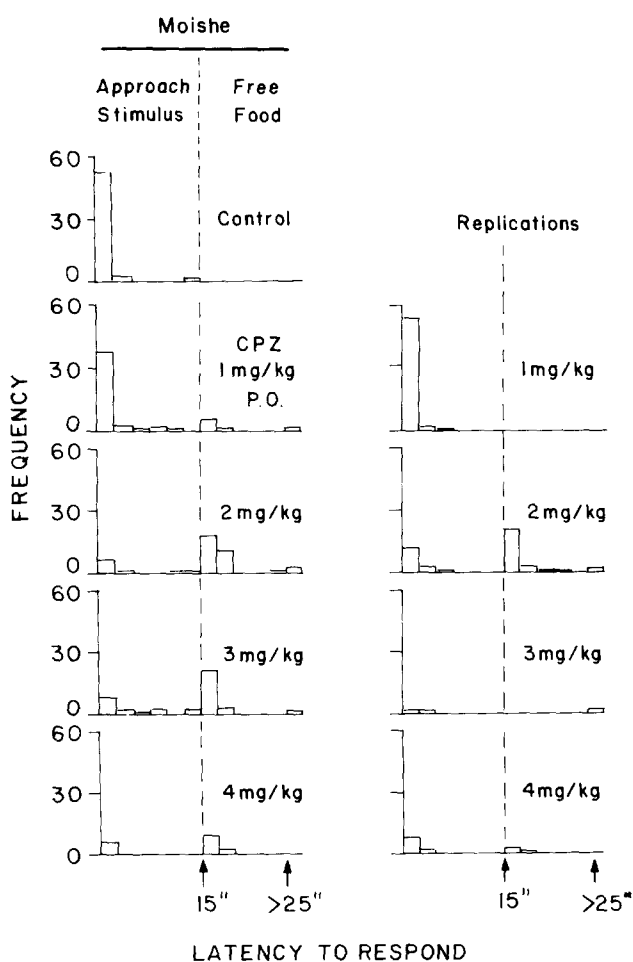 Moishe
Approach Stimulus
Free Food
60
30
0
Control
Replications
60
30
0
CPZ
1mg/kg
P.O.
1mg/kg
FREQUENCY
60
30
0
2mg/kg
2mg/kg
60
30
0
3mg/kg
3mg/kg
60
30
0
4mg/kg
4mg/kg
15" >25" 15" >25"
LATENCY TO RESPOND